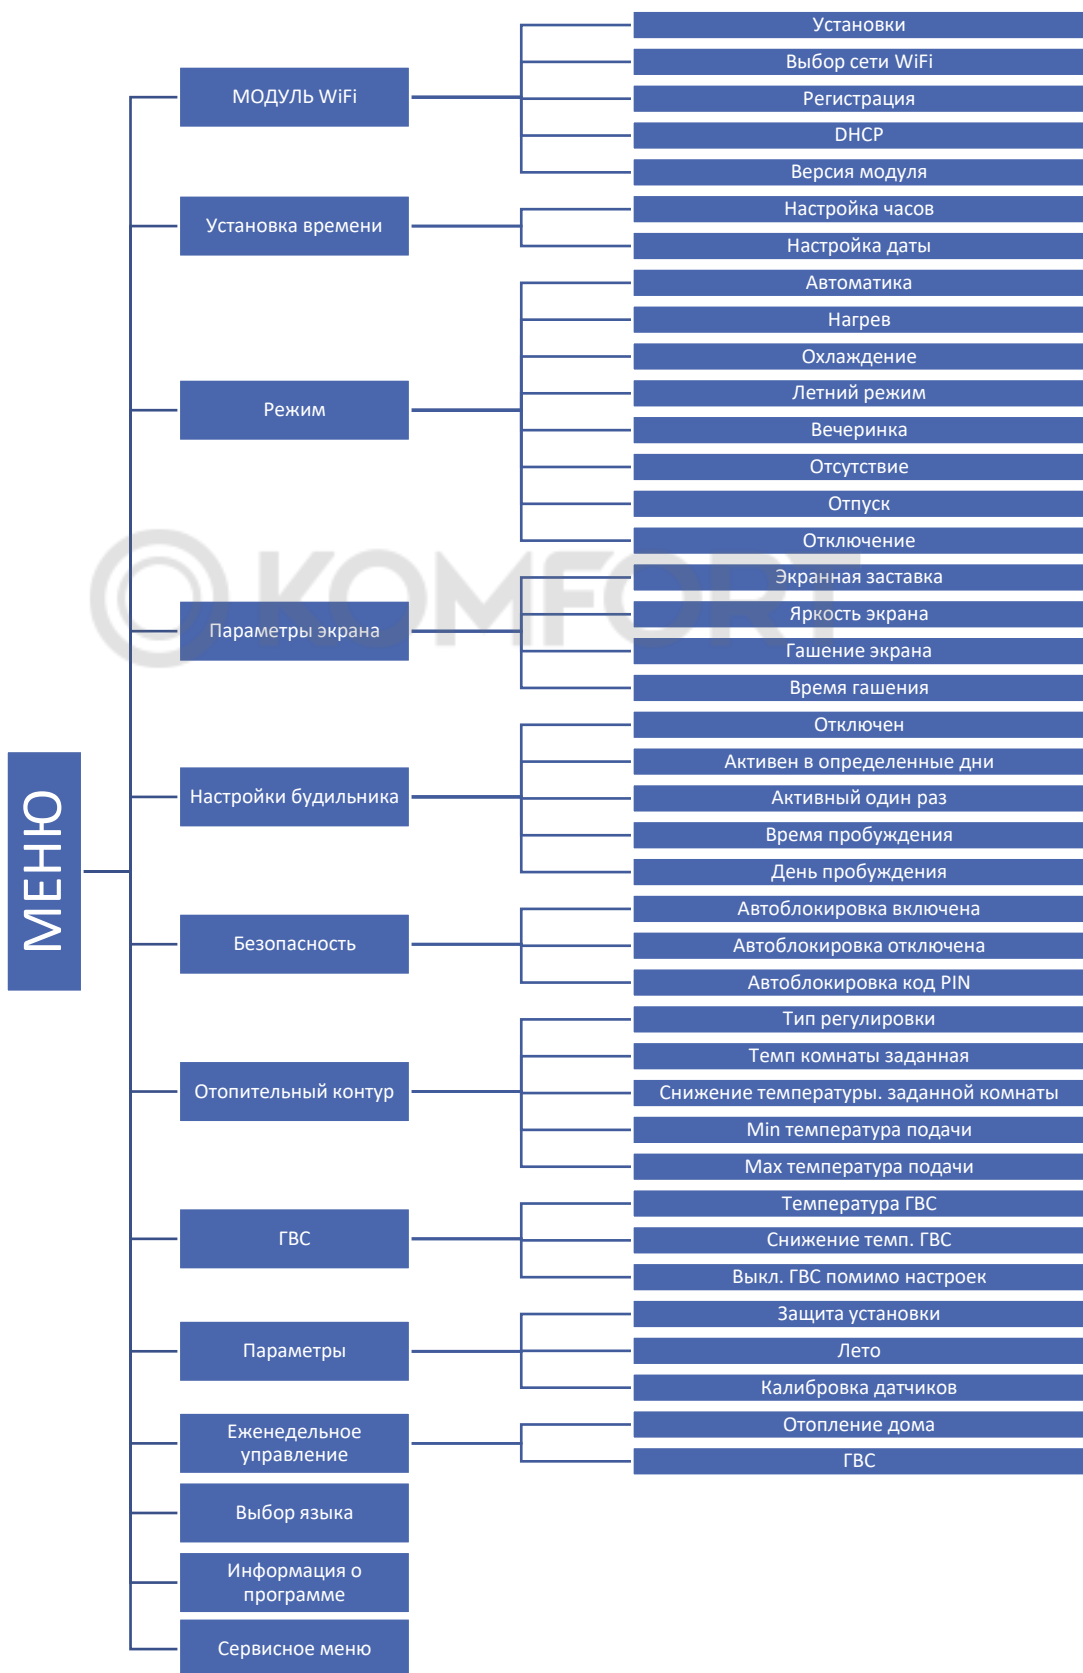 МЕНЮ
МОДУЛЬ WiFi
Установки
Выбор сети WiFi
Регистрация
DHCP
Версия модуля
Установка времени
Настройка часов
Настройка даты
Режим
Автоматика
Нагрев
Охлаждение
Летний режим
Вечеринка
Отсутствие
Отпуск
Отключение
KOMFORT
Параметры экрана
Экранная заставка
Яркость экрана
Гашение экрана
Время гашения
Настройки будильника
Отключен
Активен в определенные дни
Активный один раз
Время пробуждения
День пробуждения
Безопасность
Автоблокировка включена
Автоблокировка отключена
Автоблокировка код PIN
Отопительный контур
Тип регулировки
Темп комнаты заданная
Снижение температуры. заданной комнаты
Min температура подачи
Max температура подачи
ГВС
Температура ГВС
Снижение темп. ГВС
Выкл. ГВС помимо настроек
Параметры
Защита установки
Лето
Калибровка датчиков
Еженедельное
управление
Отопление дома
ГВС
Выбор языка
Информация о
программе
Сервисное меню